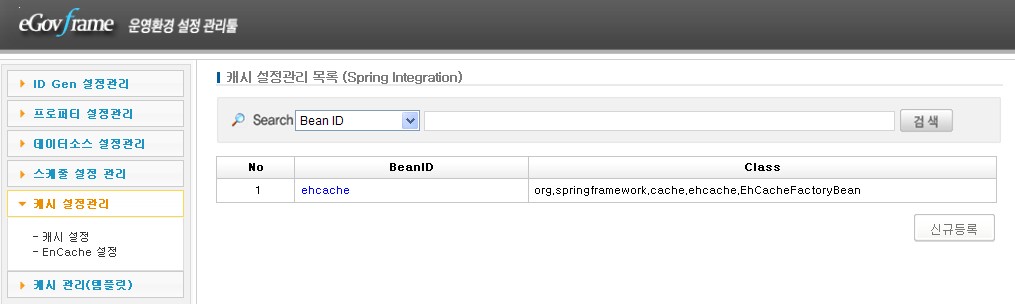 eGovframe 운영환경 설정 관리툴
ID Gen 설정관리
프로퍼티 설정관리
데이터소스 설정관리
스케줄 설정 관리
캐시 설정관리
- 캐시 설정
- EnCache 설정
캐시 관리(템플릿)
캐시 설정관리 목록 (Spring Integration)
Search Bean ID 검색
No BeanID Class
1 ehcache org.springframework.cache.ehcache.EhCacheFactoryBean
신규등록